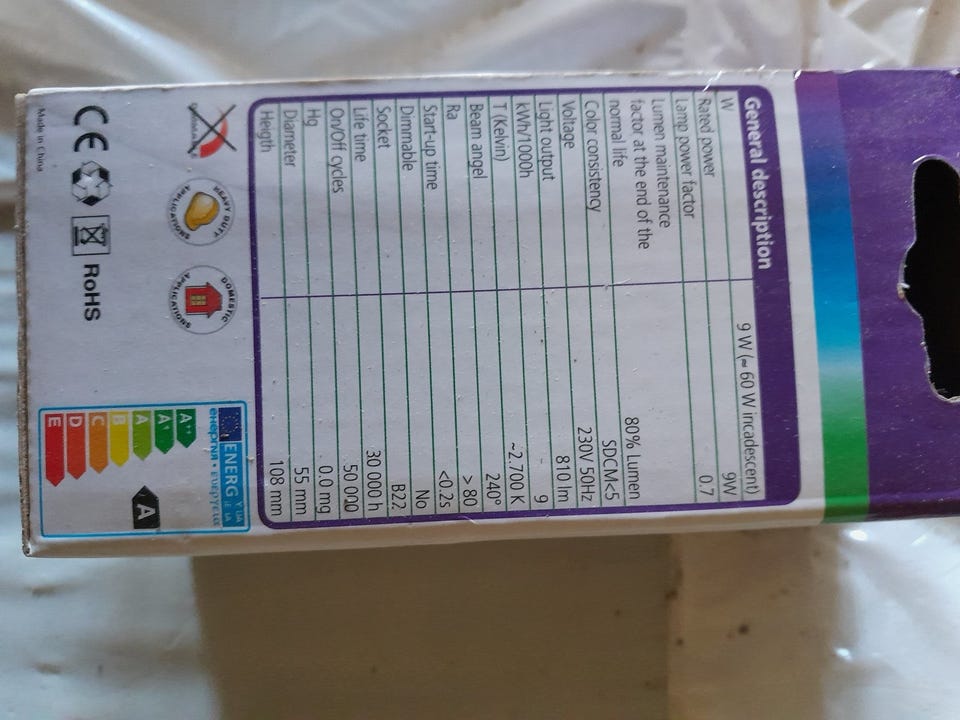 General description
W 9 W (≈ 60 W incadescent)
Rated power 9W
Lamp power factor 0.7
Lumen maintenance
factor at the end of the
normal life 80% Lumen
Color consistency SDCM<5
Voltage 230V 50Hz
Light output 810 lm
kWh/1000h 9
T (Kelvin) ~2,700 K
Beam angel 240°
Ra > 80
Start-up time <0.2s
Dimmable No
Socket B22
Life time 30 000 h
On/Off cycles 50 000
Hg 0.0 mg
Diameter 55 mm
Heigth 108 mm
HEAVY DUTY
APPLICATIONS
DOMESTIC
APPLICATIONS
CE
RoHS
Made in China
ENERG
енергия • ενεργεια
A++
A+
A
B
C
D
E
A